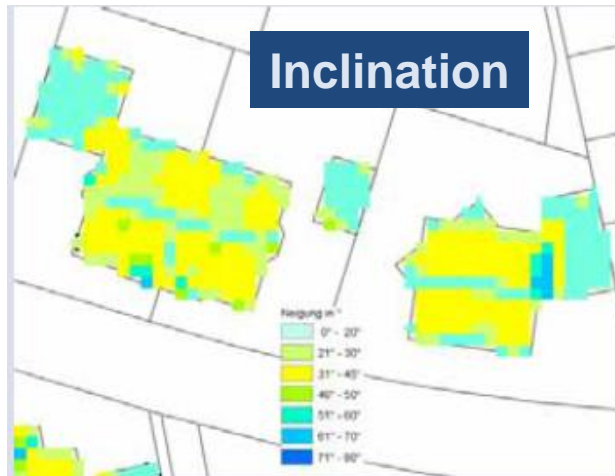 Inclination
Neigung in °
0° - 20°
21° - 30°
31° - 45°
46° - 50°
51° - 60°
61° - 70°
71° - 90°